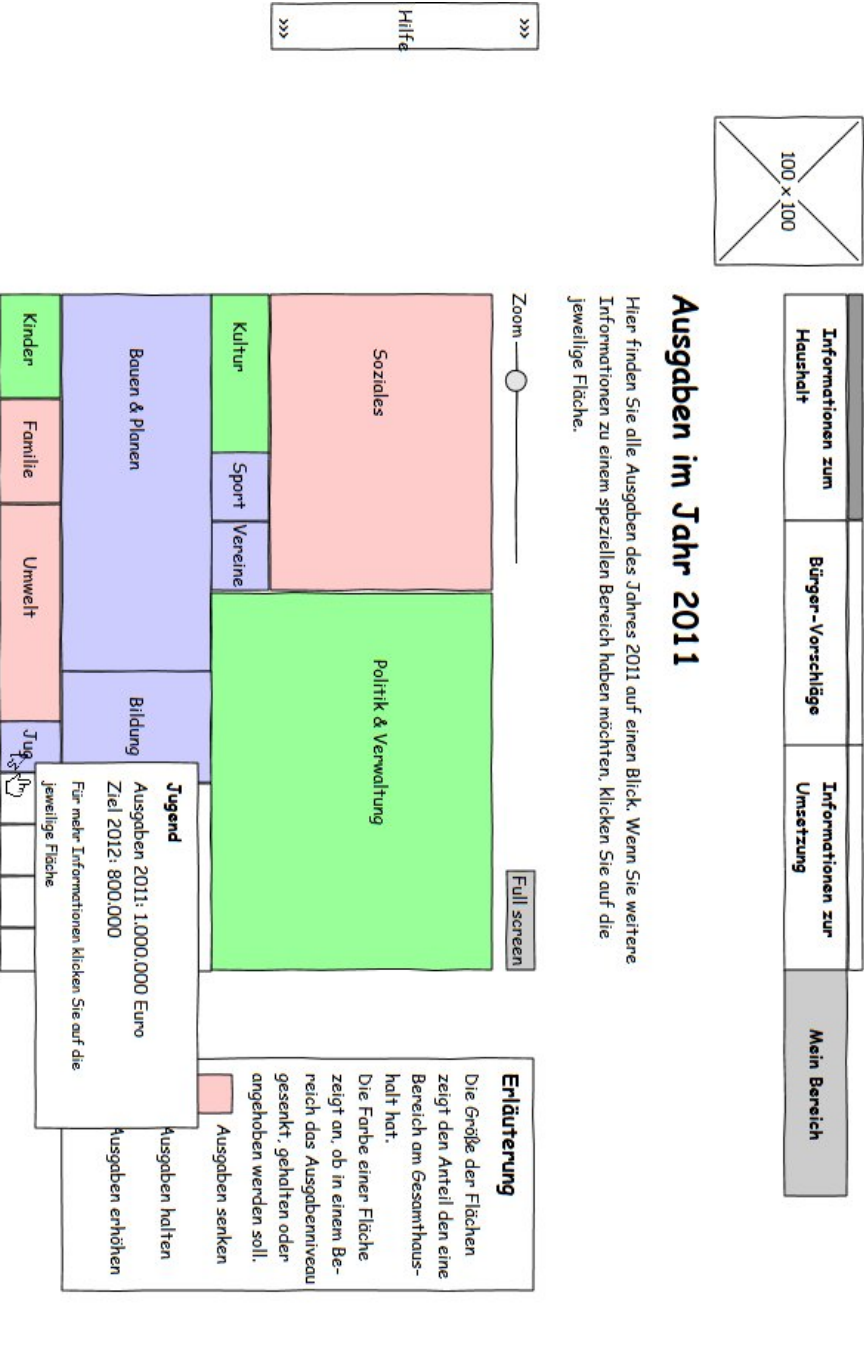 100 x 100
Informationen zum
Haushalt
Bürger-Vorschläge
Informationen zur
Umsetzung
Mein Bereich
Ausgaben im Jahr 2011
Hier finden Sie alle Ausgaben des Jahres 2011 auf einen Blick. Wenn Sie weitere
Informationen zu einem speziellen Bereich haben möchten, klicken Sie auf die
jeweilige Fläche.
>>>
Hilfe
>>>
Zoom
Full screen
Soziales
Politik & Verwaltung
Kultur
Sport
Vereine
Bauen & Planen
Bildung
Kinder
Familie
Umwelt
Jug
Jugend
Ausgaben 2011: 1.000.000 Euro
Ziel 2012: 800.000
Für mehr Informationen klicken Sie auf die
jeweilige Fläche
Erläuterung
Die Größe der Flächen
zeigt den Anteil den eine
Bereich am Gesamthaus-
halt hat.
Die Farbe einer Fläche
zeigt an, ob in einem Be-
reich das Ausgabenniveau
gesenkt, gehalten oder
angehoben werden soll.
Ausgaben senken
Ausgaben halten
Ausgaben erhöhen